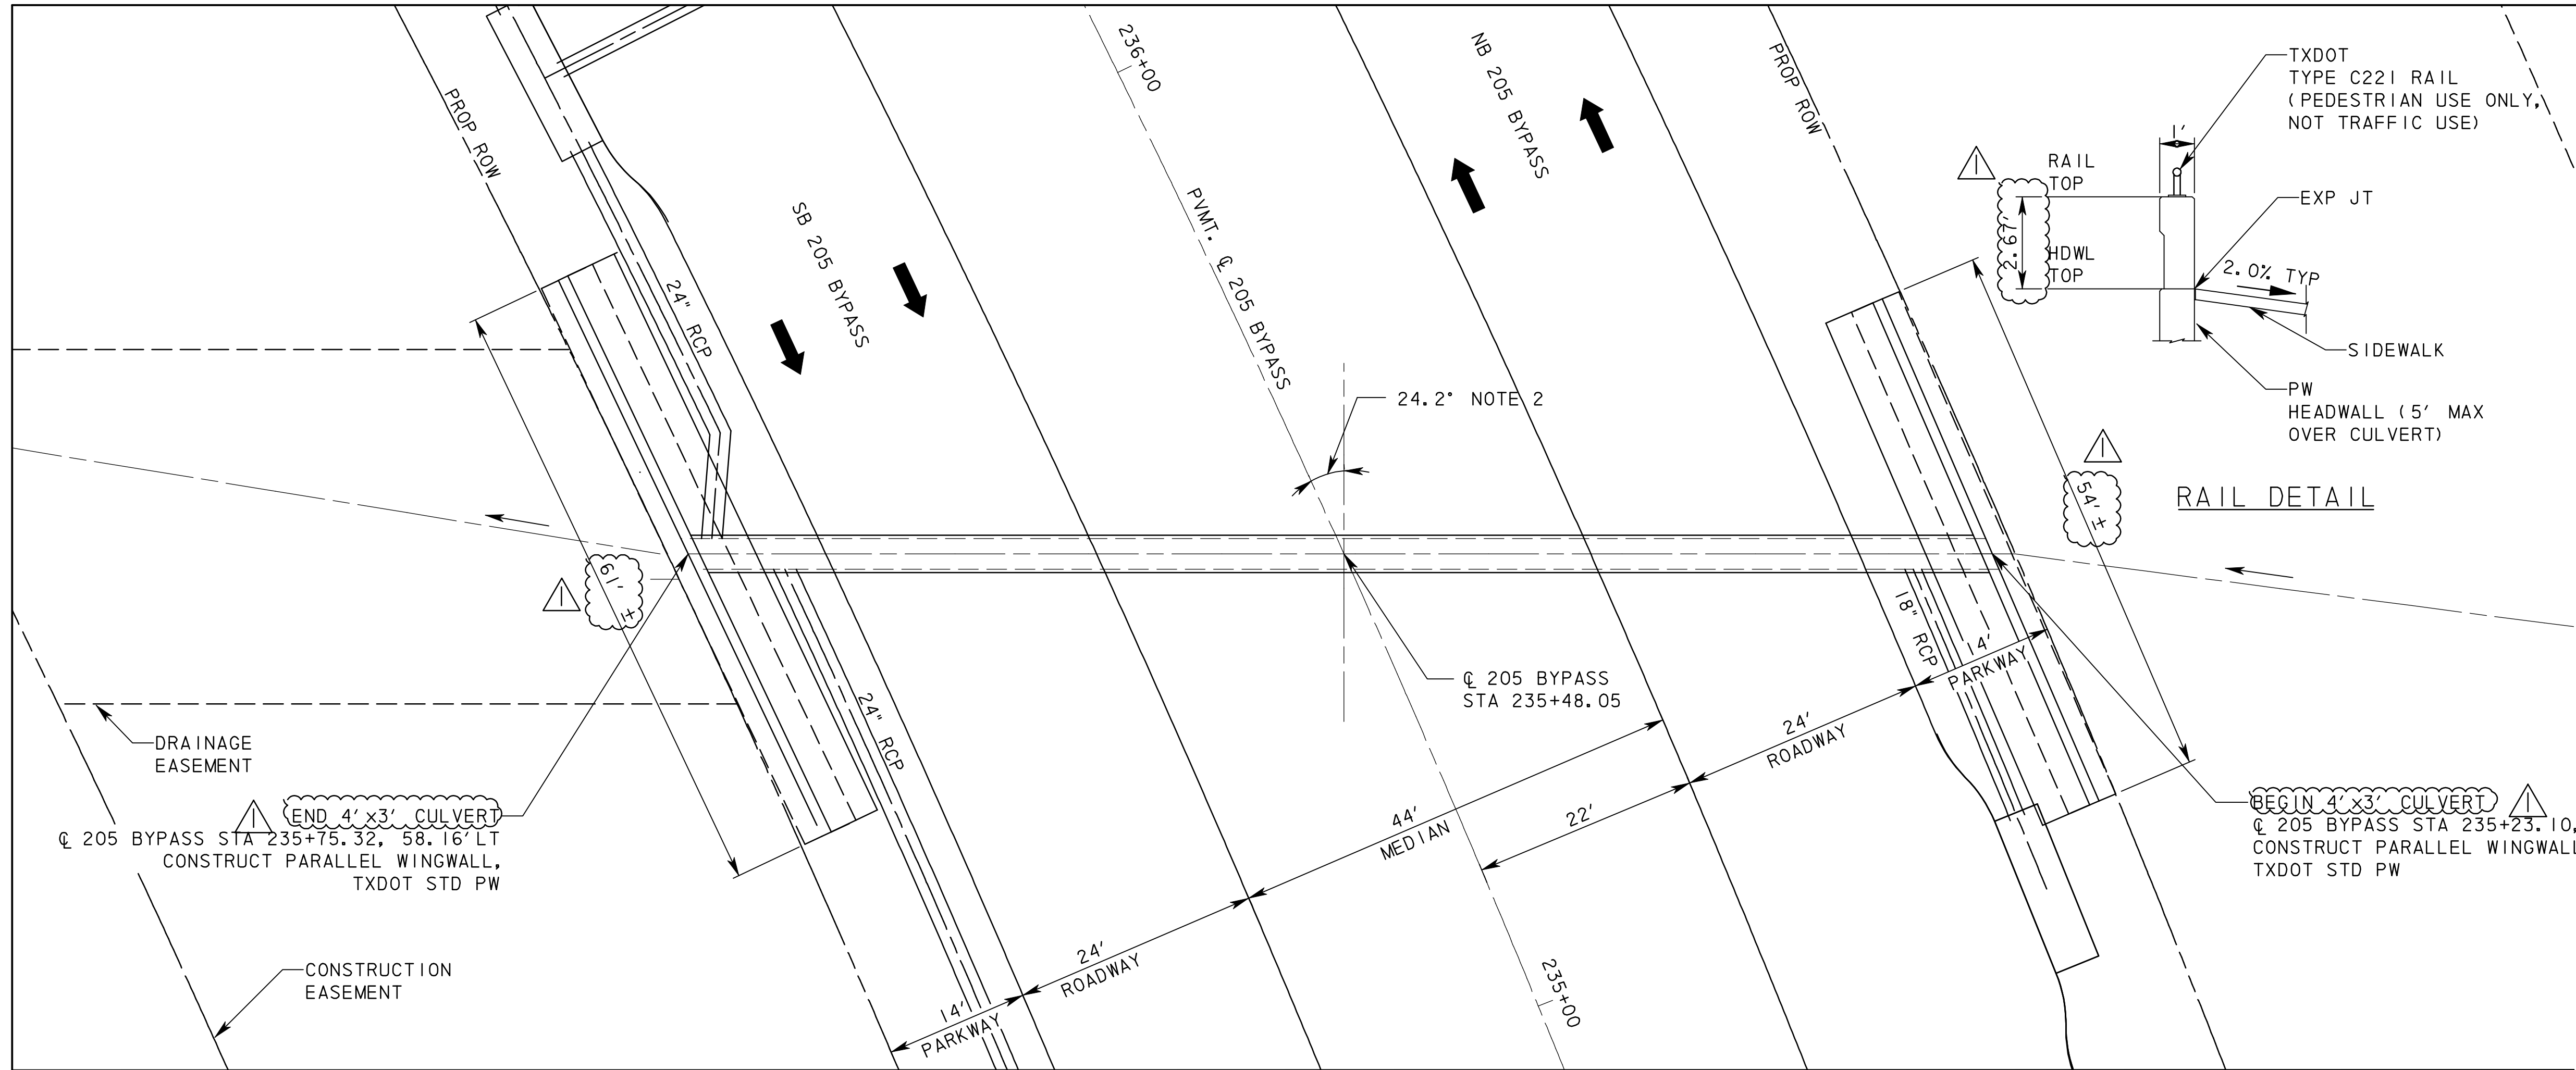 236+00
PROP ROW
NB 205 BYPASS
PROP ROW
TXDOT
TYPE C221 RAIL
(PEDESTRIAN USE ONLY,
NOT TRAFFIC USE)
1'
RAIL
TOP
2.67'
HDWL
TOP
EXP JT
2.0% TYP
SIDEWALK
PW
HEADWALL (5' MAX
OVER CULVERT)
RAIL DETAIL
1
SB 205 BYPASS
PVMT. ℄ 205 BYPASS
24" RCP
24.2° NOTE 2
1
54'±
61' ±
1
18" RCP
4'
PARKWAY
℄ 205 BYPASS
STA 235+48.05
24'
ROADWAY
24" RCP
DRAINAGE
EASEMENT
44'
MEDIAN
22'
1
END 4'x3' CULVERT
℄ 205 BYPASS STA 235+75.32, 58.16'LT
CONSTRUCT PARALLEL WINGWALL,
TXDOT STD PW
BEGIN 4'x3' CULVERT
1
℄ 205 BYPASS STA 235+23.10,
CONSTRUCT PARALLEL WINGWALL
TXDOT STD PW
24'
ROADWAY
CONSTRUCTION
EASEMENT
14'
PARKWAY
235+00